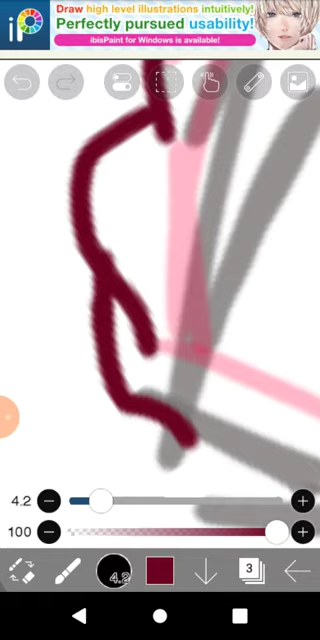 Draw high level illustrations intuitively!
Perfectly pursued usability!
ibisPaint for Windows is available!
iP
4.2
100
4.2
3